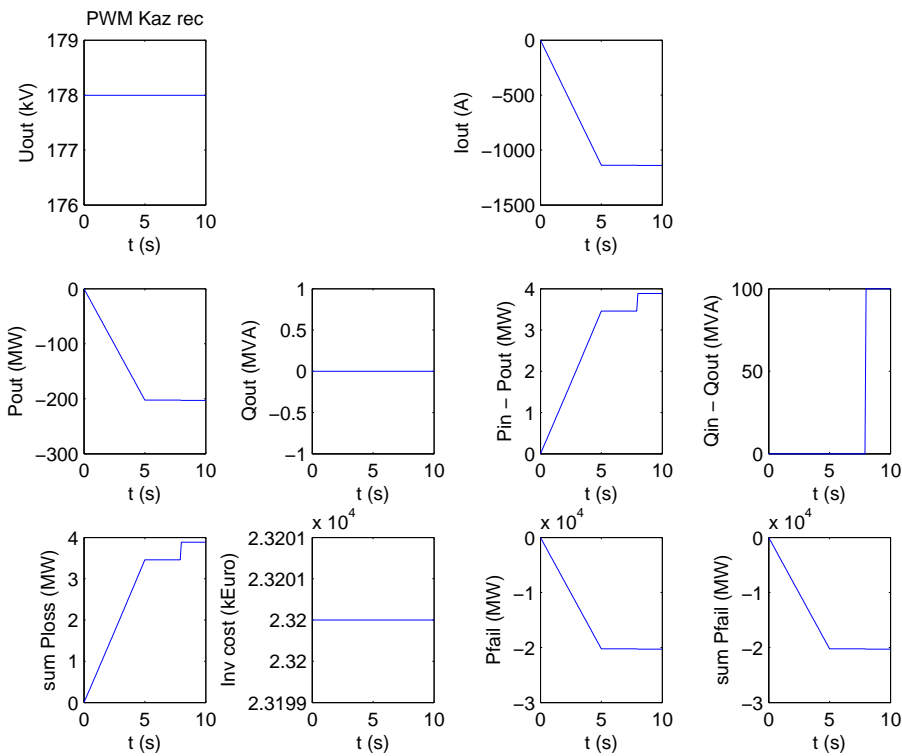 PWM Kaz rec
179
178
177
176
Uout (kV)
0 5 10
t (s)
0
−500
−1000
−1500
Iout (A)
0 5 10
t (s)
0
−100
−200
−300
Pout (MW)
0 5 10
t (s)
1
0.5
0
−0.5
−1
Qout (MVA)
0 5 10
t (s)
4
3
2
1
0
Pin − Pout (MW)
0 5 10
t (s)
100
50
0
Qin − Qout (MVA)
0 5 10
t (s)
4
3
2
1
0
sum Ploss (MW)
0 5 10
t (s)
x 10^4
2.3201
2.3201
2.32
2.32
2.3199
Inv cost (kEuro)
0 5 10
t (s)
x 10^4
0
−1
−2
−3
Pfail (MW)
0 5 10
t (s)
x 10^4
0
−1
−2
−3
sum Pfail (MW)
0 5 10
t (s)